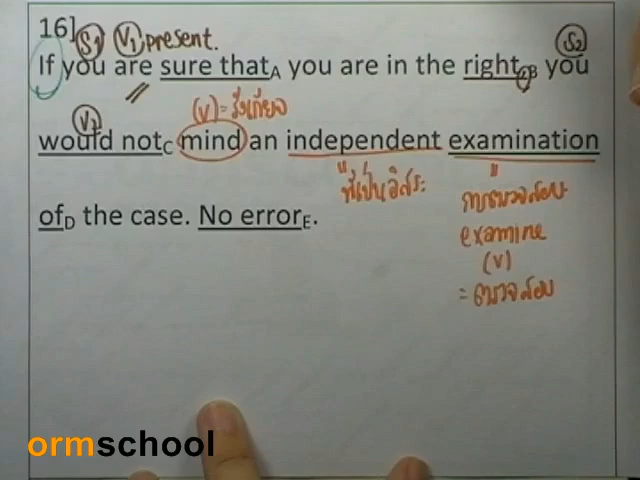 16]
S1 V1 present. S2
If you are sure thatA you are in the right,B you
V2 (v) = รังเกียจ
would notC mind an independent examination
" ที่เป็นอิสระ " การตรวจสอบ
ofD the case. No errorE.
examine
(v)
= ตรวจสอบ
ormschool